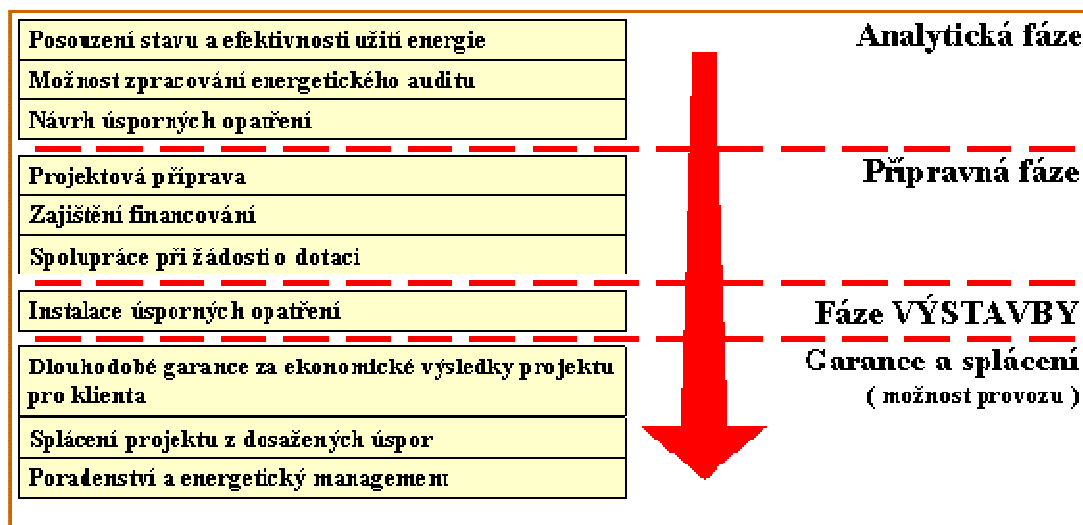 Posouzení stavu a efektivnosti užití energie
Možnost zpracování energetického auditu
Návrh úsporných opatření
Analytická fáze
Projektová příprava
Zajištění financování
Spolupráce při žádosti o dotaci
Přípravná fáze
Instalace úsporných opatření
Fáze VÝSTAVBY
Dlouhodobé garance za ekonomické výsledky projektu
pro klienta
Splácení projektu z dosažených úspor
Poradenství a energetický management
Garance a splácení
( možnost provozu )